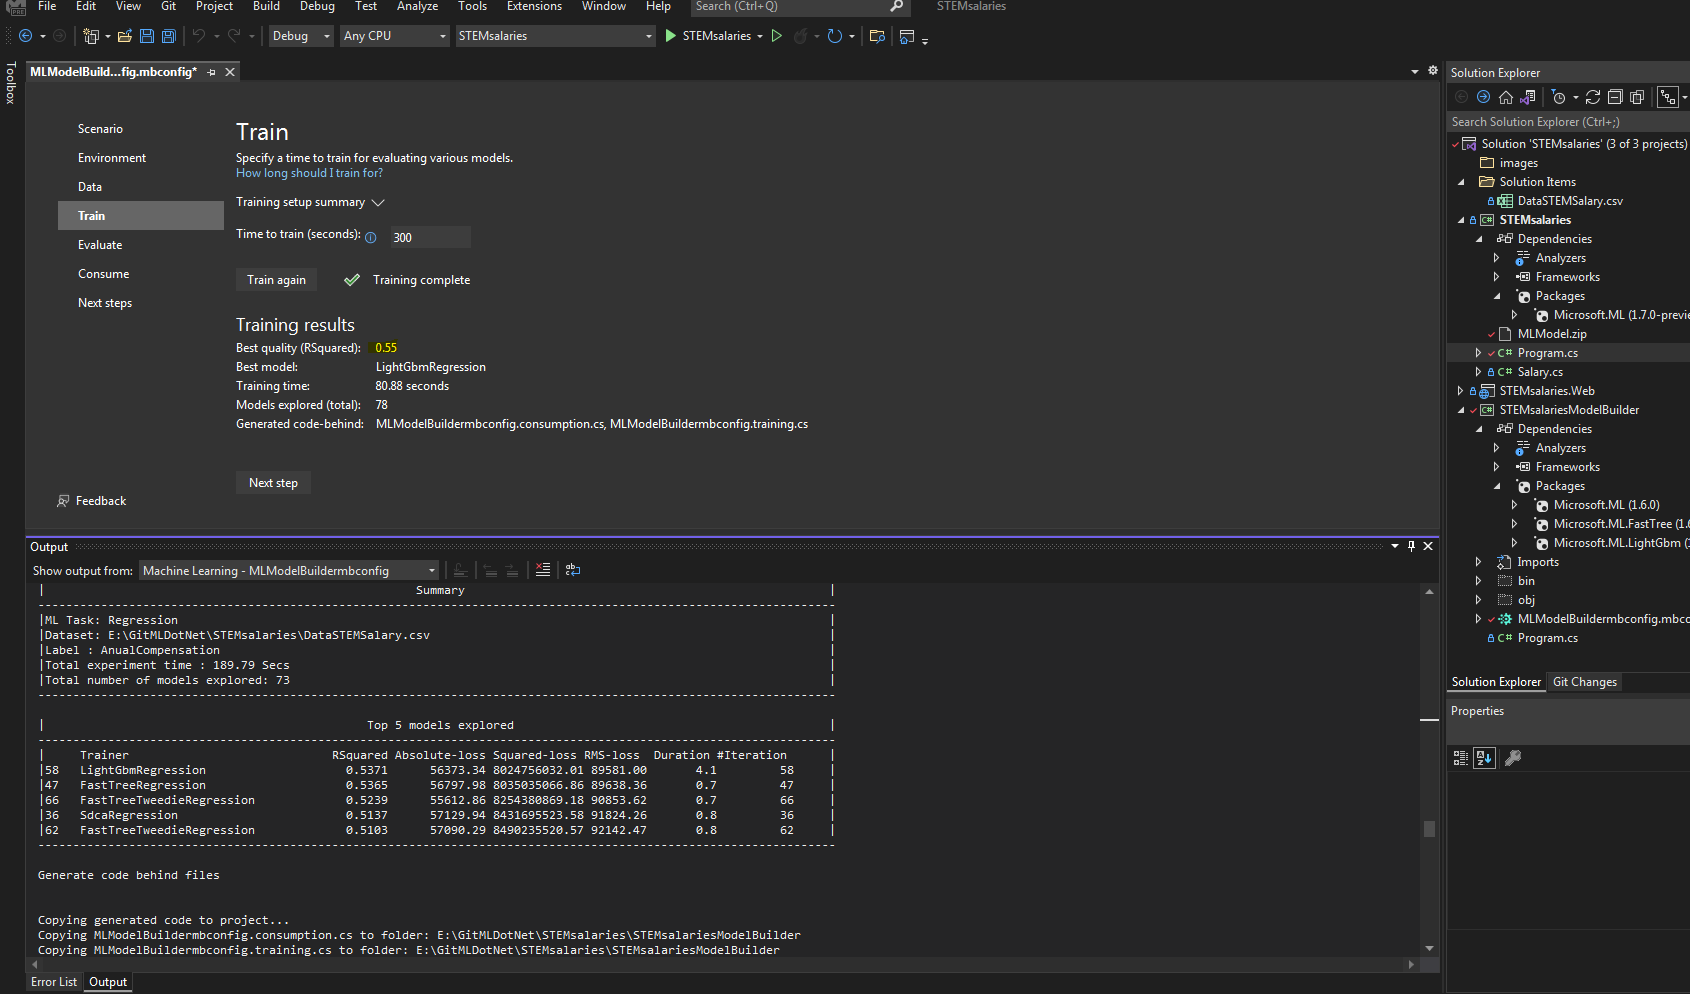 File Edit View Git Project Build Debug Test Analyze Tools Extensions Window Help Search (Ctrl+Q) STEMsalaries
Debug Any CPU STEMsalaries STEMsalaries
Toolbox
MLModelBuild...fig.mbconfig*
Scenario
Environment
Data
Train
Evaluate
Consume
Next steps
Feedback
Train
Specify a time to train for evaluating various models.
How long should I train for?
Training setup summary
Time to train (seconds): 300
Train again Training complete
Training results
Best quality (RSquared): 0.55
Best model: LightGbmRegression
Training time: 80.88 seconds
Models explored (total): 78
Generated code-behind: MLModelBuildermbconfig.consumption.cs, MLModelBuildermbconfig.training.cs
Next step
Output
Show output from: Machine Learning - MLModelBuildermbconfig
| Summary |
|ML Task: Regression |
|Dataset: E:\GitMLDotNet\STEMsalaries\DataSTEMSalary.csv |
|Label : AnualCompensation |
|Total experiment time : 189.79 Secs |
|Total number of models explored: 73 |
| Top 5 models explored |
| Trainer RSquared Absolute-loss Squared-loss RMS-loss Duration #Iteration |
|58 LightGbmRegression 0.5371 56373.34 8024756032.01 89581.00 4.1 58 |
|47 FastTreeRegression 0.5365 56797.98 8035035066.86 89638.36 0.7 47 |
|66 FastTreeTweedieRegression 0.5239 55612.86 8254380869.18 90853.62 0.7 66 |
|36 SdcaRegression 0.5137 57129.94 8431695523.58 91824.26 0.8 36 |
|62 FastTreeTweedieRegression 0.5103 57090.29 8490235520.57 92142.47 0.8 62 |
Generate code behind files
Copying generated code to project...
Copying MLModelBuildermbconfig.consumption.cs to folder: E:\GitMLDotNet\STEMsalaries\STEMsalariesModelBuilder
Copying MLModelBuildermbconfig.training.cs to folder: E:\GitMLDotNet\STEMsalaries\STEMsalariesModelBuilder
Error List Output
Solution Explorer
Search Solution Explorer (Ctrl+;)
Solution 'STEMsalaries' (3 of 3 projects)
images
Solution Items
DataSTEMSalary.csv
STEMsalaries
Dependencies
Analyzers
Frameworks
Packages
Microsoft.ML (1.7.0-previe
MLModel.zip
C# Program.cs
C# Salary.cs
STEMsalaries.Web
STEMsalariesModelBuilder
Dependencies
Analyzers
Frameworks
Packages
Microsoft.ML (1.6.0)
Microsoft.ML.FastTree (1.6
Microsoft.ML.LightGbm (1
Imports
bin
obj
MLModelBuildermbconfig.mbco
C# Program.cs
Solution Explorer Git Changes
Properties